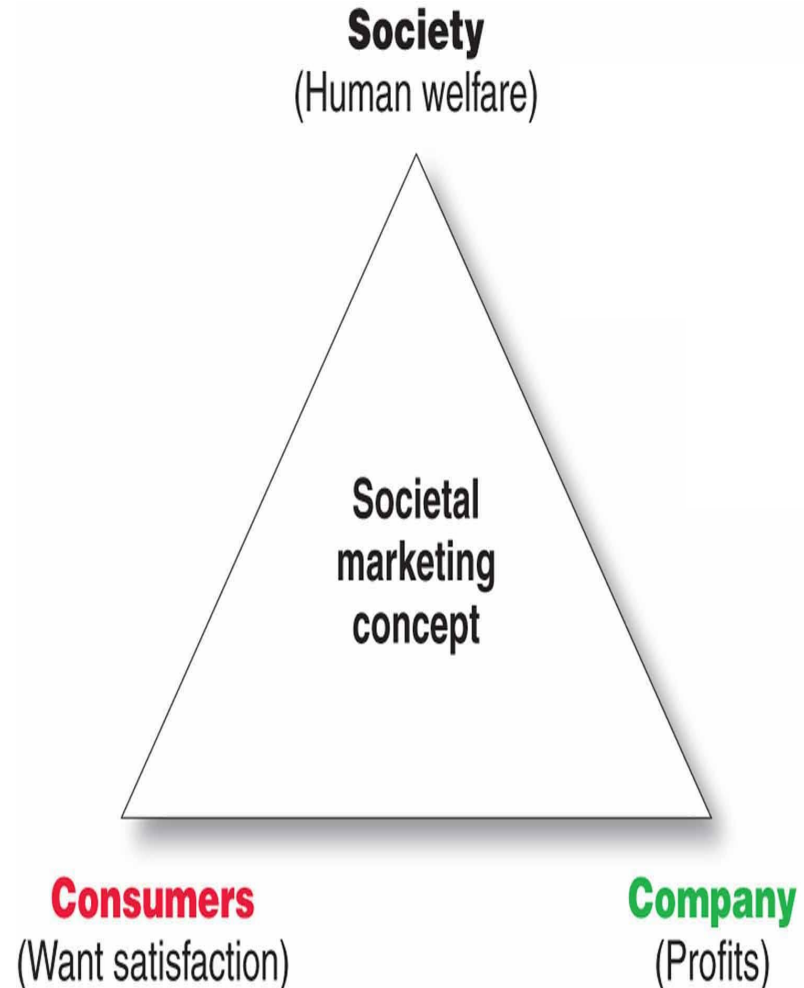 Society
(Human welfare)
Societal
marketing
concept
Consumers
(Want satisfaction)
Company
(Profits)